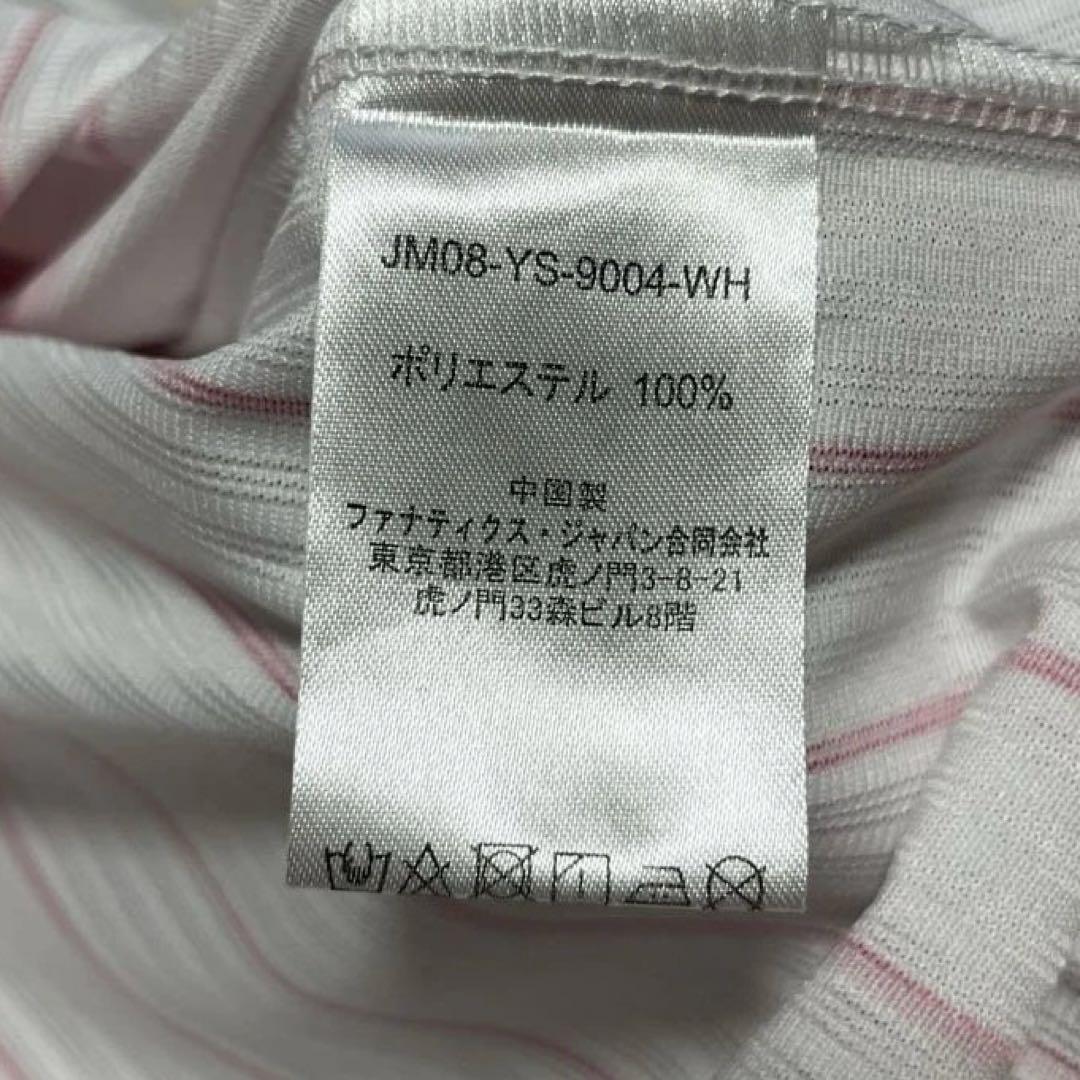 JM08-YS-9004-WH
ポリエステル 100%
中国製
ファナティクス・ジャパン合同会社
東京都港区虎ノ門3-8-21
虎ノ門33森ビル8階